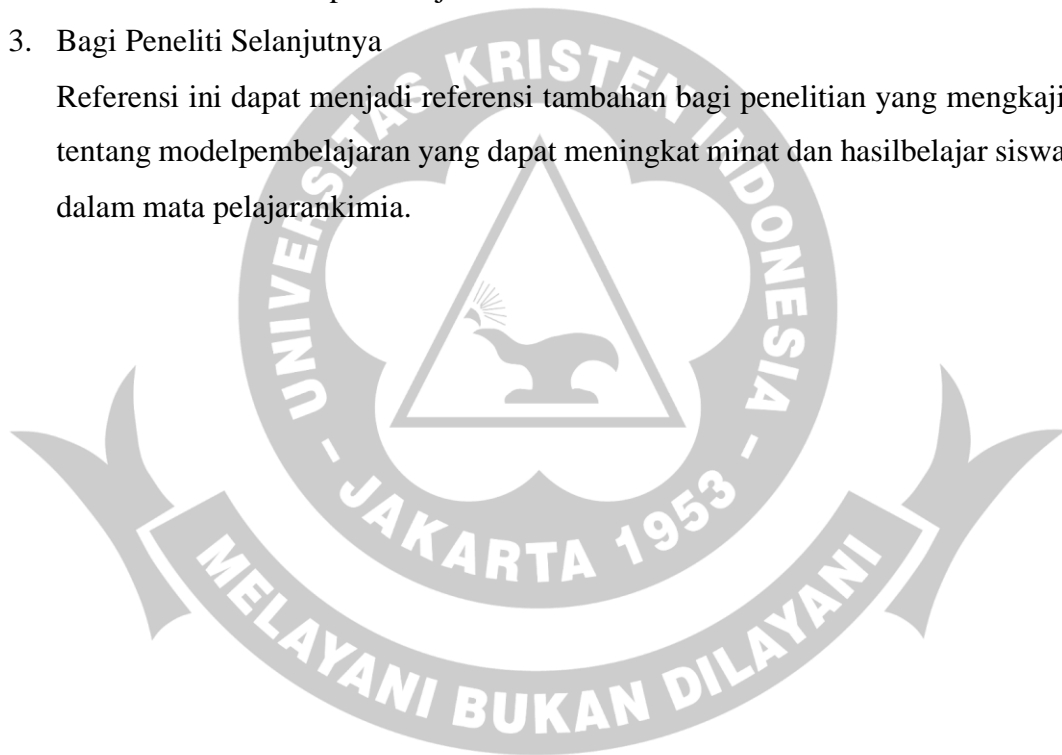 3. Bagi Peneliti Selanjutnya
Referensi ini dapat menjadi referensi tambahan bagi penelitian yang mengkaji
tentang modelpembelajaran yang dapat meningkat minat dan hasilbelajar siswa
dalam mata pelajarankimia.
UNIVERSITAS KRISTEN INDONESIA
- JAKARTA 1953 -
MELAYANI BUKAN DILAYANI